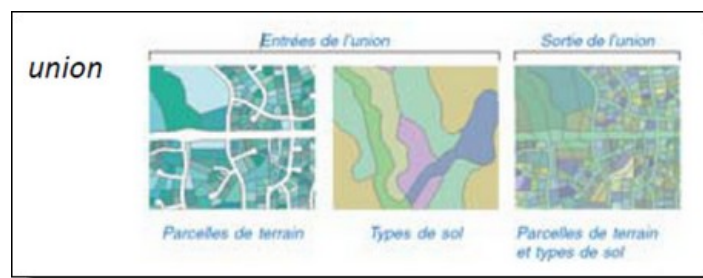 Entrées de l'union
Sortie de l'union
union
Parcelles de terrain
Types de sol
Parcelles de terrain
et types de sol